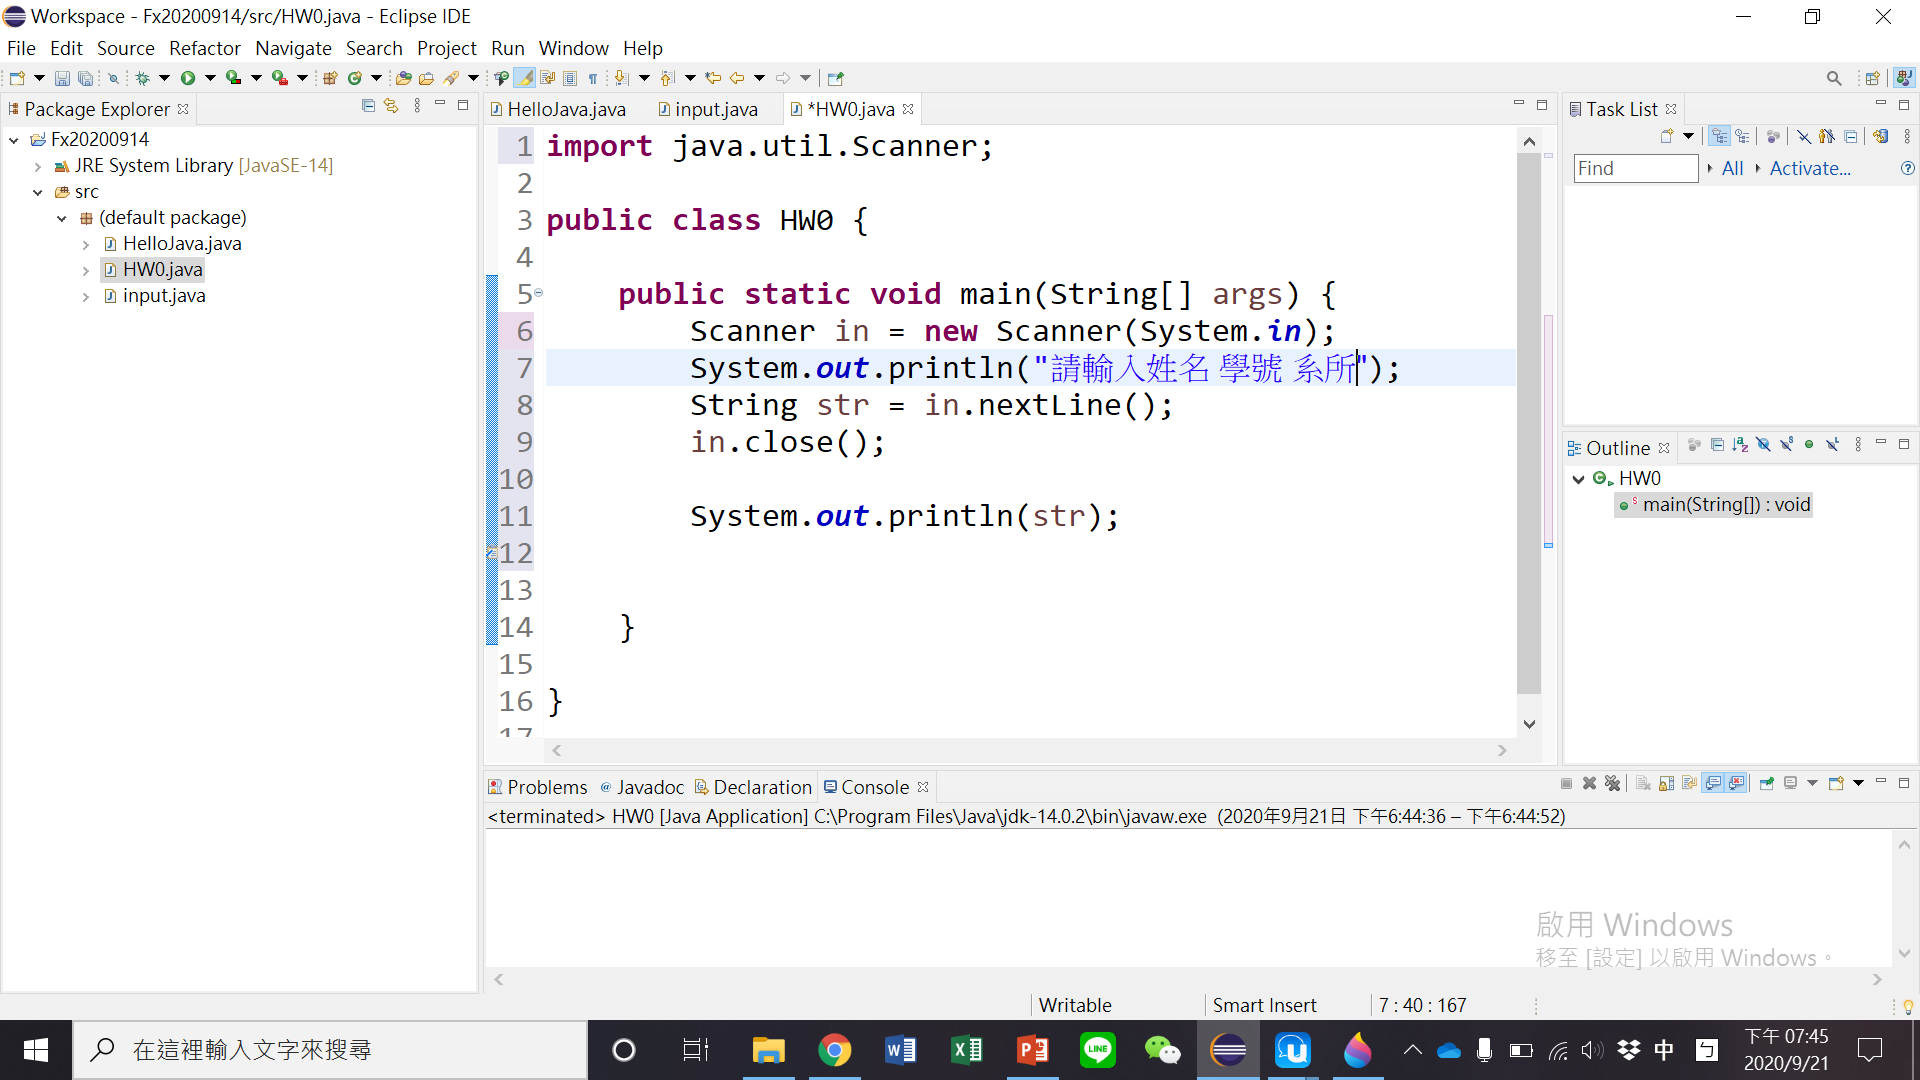 Workspace - Fx20200914/src/HW0.java - Eclipse IDE
File Edit Source Refactor Navigate Search Project Run Window Help
Package Explorer
Fx20200914
JRE System Library [JavaSE-14]
src
(default package)
HelloJava.java
HW0.java
input.java
HelloJava.java input.java *HW0.java
1 import java.util.Scanner;
2
3 public class HW0 {
4
5 public static void main(String[] args) {
6 Scanner in = new Scanner(System.in);
7 System.out.println("請輸入姓名 學號 系所");
8 String str = in.nextLine();
9 in.close();
10
11 System.out.println(str);
12
13
14 }
15
16 }
17
Task List
Find All Activate...
Outline
HW0
main(String[]) : void
Problems Javadoc Declaration Console
<terminated> HW0 [Java Application] C:\Program Files\Java\jdk-14.0.2\bin\javaw.exe (2020年9月21日 下午6:44:36 – 下午6:44:52)
啟用 Windows
移至 [設定] 以啟用 Windows。
Writable Smart Insert 7 : 40 : 167
在這裡輸入文字來搜尋
LINE
中
ㄅ
下午 07:45
2020/9/21